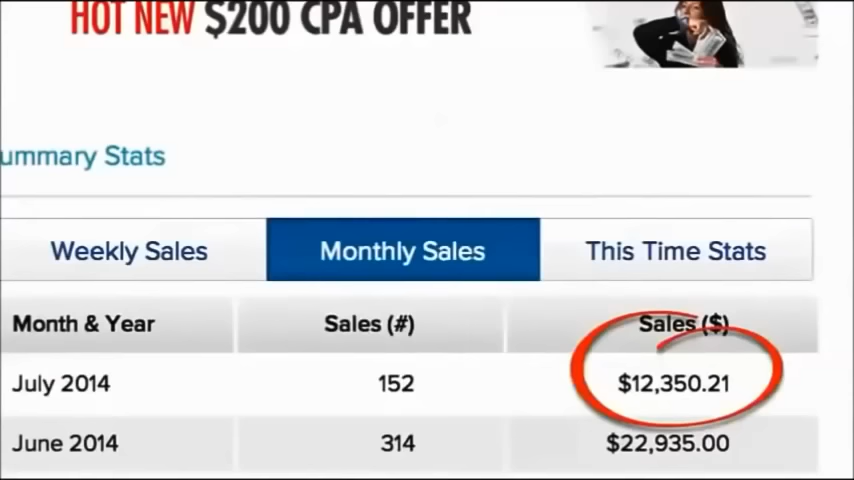 HOT NEW $200 CPA OFFER
ummary Stats
Weekly Sales Monthly Sales This Time Stats
Month & Year Sales (#) Sales ($)
July 2014 152 $12,350.21
June 2014 314 $22,935.00